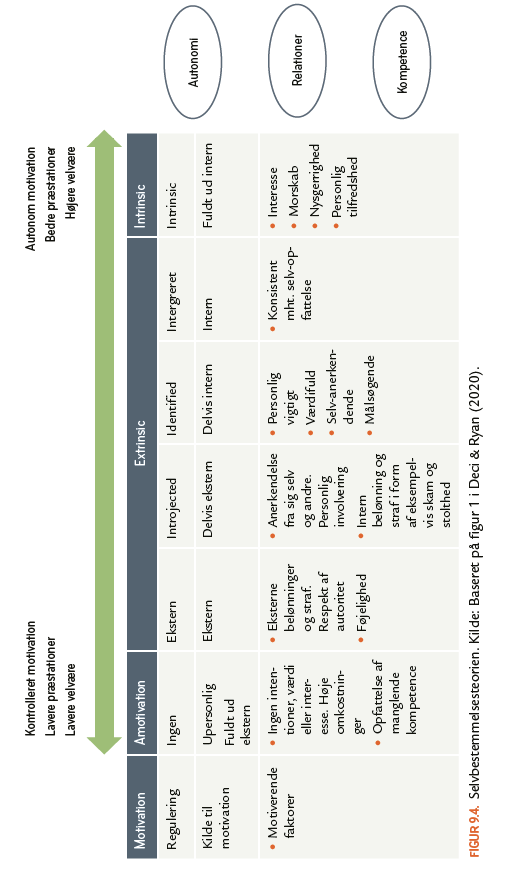 Kontrolleret motivation
Lavere præstationer
Lavere velvære
Autonom motivation
Bedre præstationer
Højere velvære
Motivation
Amotivation
Extrinsic
Intrinsic
Regulering
Ingen
Ekstern
Introjected
Identified
Intergreret
Intrinsic
Kilde til
motivation
Upersonlig
Fuldt ud
ekstern
Ekstern
Delvis ekstern
Delvis intern
Intern
Fuldt ud intern
• Motiverende
faktorer
• Ingen inten-
tioner, værdi
eller inter-
esse. Høje
omkostnin-
ger
• Opfattelse af
manglende
kompetence
• Eksterne
belønninger
og straf.
Respekt af
autoritet
• Føjelighed
• Anerkendelse
fra sig selv
og andre.
Personlig
involvering
• Intern
belønning og
straf i form
af eksempel-
vis skam og
stolthed
• Personlig
vigtigt
• Værdifuld
• Selv-anerken-
dende
• Målsøgende
• Konsistent
mht. selv-op-
fattelse
• Interesse
• Morskab
• Nysgerrighed
• Personlig
tilfredshed
Autonomi
Relationer
Kompetence
FIGUR 9.4. Selvbestemmelsesteorien. Kilde: Baseret på figur 1 i Deci & Ryan (2020).